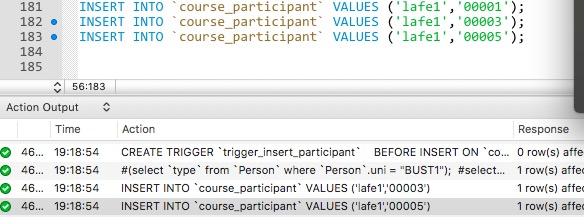 181 INSERT INTO `course_participant` VALUES ('lafe1','00001');
182 INSERT INTO `course_participant` VALUES ('lafe1','00003');
183 INSERT INTO `course_participant` VALUES ('lafe1','00005');
184
185
56:183
Action Output
Time Action Response
46... 19:18:54 CREATE TRIGGER `trigger_insert_participant` BEFORE INSERT ON `co... 0 row(s) affe
46... 19:18:54 #(select `type` from `Person` where `Person`.uni = "BUST1"); #selec... 1 row(s) affe
46... 19:18:54 INSERT INTO `course_participant` VALUES ('lafe1','00003') 1 row(s) affe
46... 19:18:54 INSERT INTO `course_participant` VALUES ('lafe1','00005') 1 row(s) affe